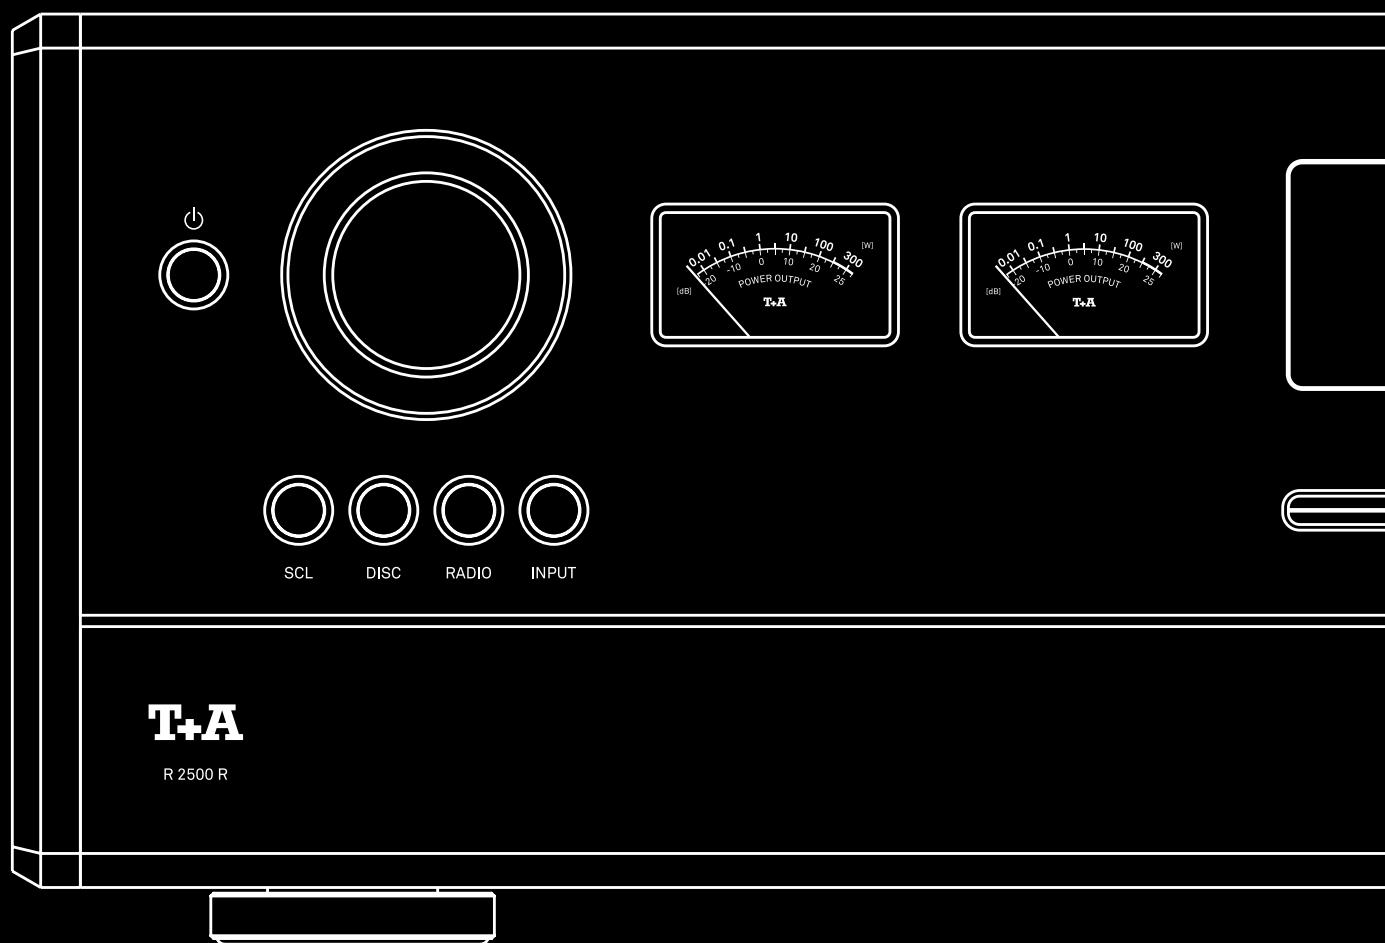 0.01 0.1 1 10 100 300 [W]
[dB] -20 -10 0 10 20 25
POWER OUTPUT
T+A
0.01 0.1 1 10 100 300 [W]
[dB] -20 -10 0 10 20 25
POWER OUTPUT
T+A
SCL DISC RADIO INPUT
T+A
R 2500 R